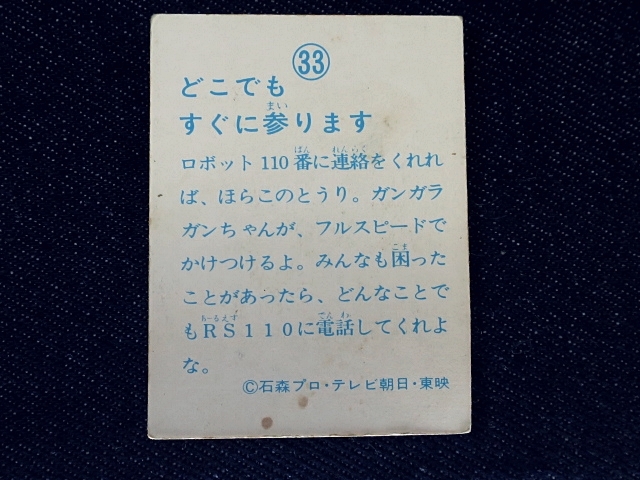 33
どこでも
すぐに参ります
ロボット110番に連絡をくれれ
ば、ほらこのとうり。ガンガラ
ガンちゃんが、フルスピードで
かけつけるよ。みんなも困った
ことがあったら、どんなことで
もRS110に電話してくれよ
な。
©石森プロ・テレビ朝日・東映